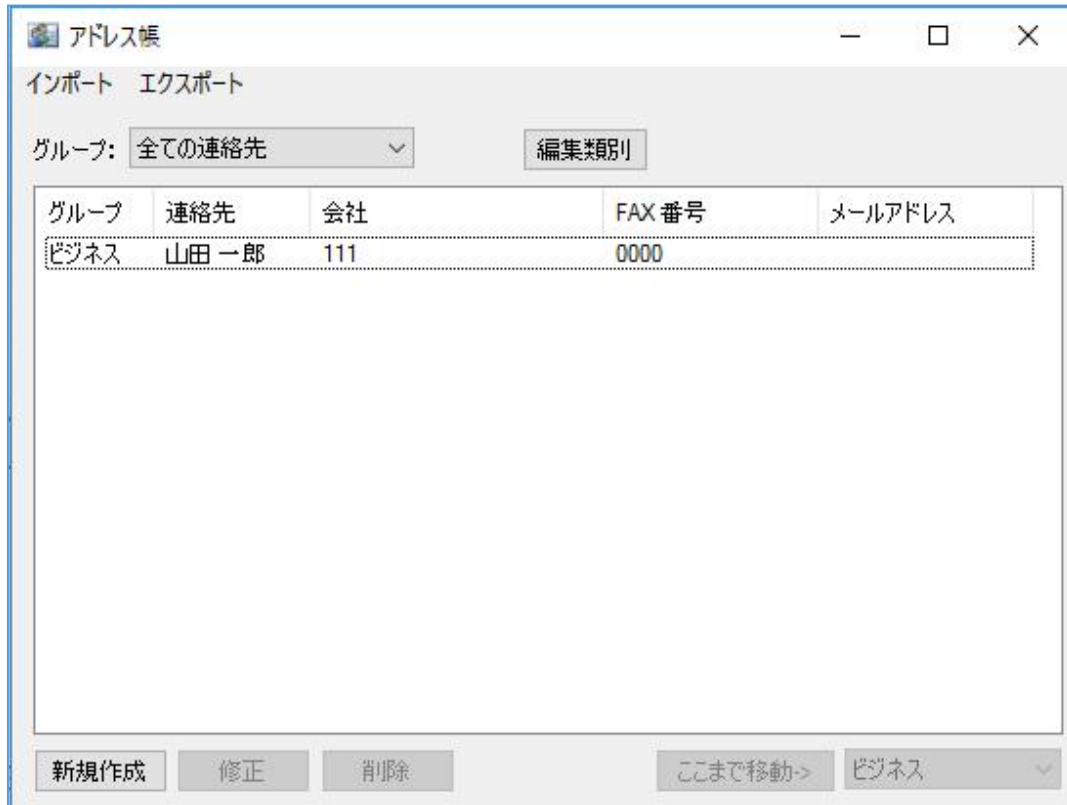 アドレス帳
インポート エクスポート
グループ: 全ての連絡先 編集類別
グループ 連絡先 会社 FAX 番号 メールアドレス
ビジネス 山田 一郎 111 0000
新規作成 修正 削除 ここまで移動-> ビジネス